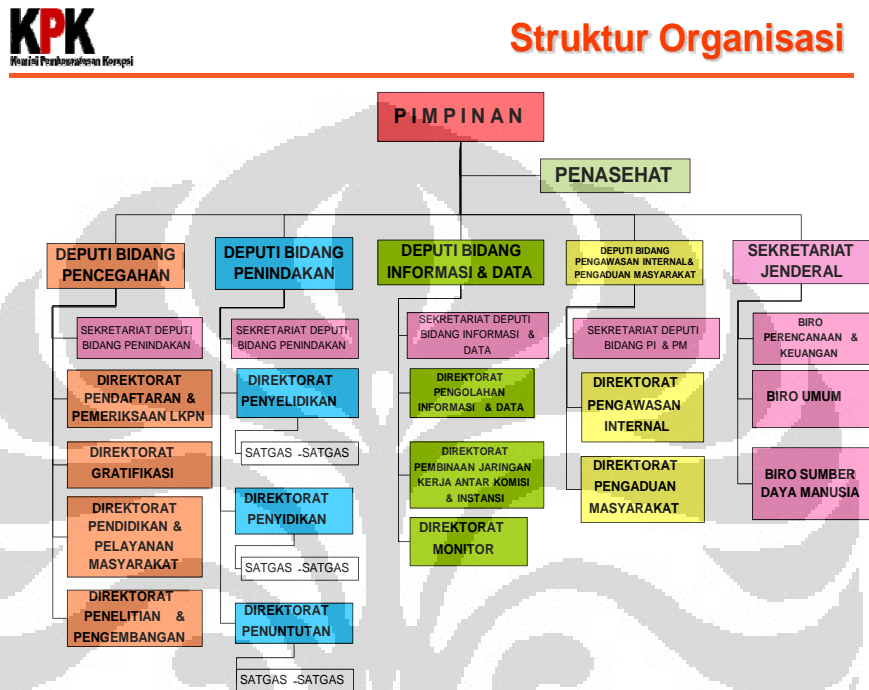 KPK
Komisi Pemberantasan Korupsi
Struktur Organisasi
PIMPINAN
PENASEHAT
DEPUTI BIDANG
PENCEGAHAN
SEKRETARIAT DEPUTI
BIDANG PENINDAKAN
DIREKTORAT
PENDAFTARAN &
PEMERIKSAAN LKPN
DIREKTORAT
GRATIFIKASI
DIREKTORAT
PENDIDIKAN &
PELAYANAN
MASYARAKAT
DIREKTORAT
PENELITIAN &
PENGEMBANGAN
DEPUTI BIDANG
PENINDAKAN
SEKRETARIAT DEPUTI
BIDANG PENINDAKAN
DIREKTORAT
PENYELIDIKAN
SATGAS -SATGAS
DIREKTORAT
PENYIDIKAN
SATGAS -SATGAS
DIREKTORAT
PENUNTUTAN
SATGAS -SATGAS
DEPUTI BIDANG
INFORMASI & DATA
SEKRETARIAT DEPUTI
BIDANG INFORMASI &
DATA
DIREKTORAT
PENGOLAHAN
INFORMASI & DATA
DIREKTORAT
PEMBINAAN JARINGAN
KERJA ANTAR KOMISI
& INSTANSI
DIREKTORAT
MONITOR
DEPUTI BIDANG
PENGAWASAN INTERNAL&
PENGADUAN MASYARAKAT
SEKRETARIAT DEPUTI
BIDANG PI & PM
DIREKTORAT
PENGAWASAN
INTERNAL
DIREKTORAT
PENGADUAN
MASYARAKAT
SEKRETARIAT
JENDERAL
BIRO
PERENCANAAN &
KEUANGAN
BIRO UMUM
BIRO SUMBER
DAYA MANUSIA